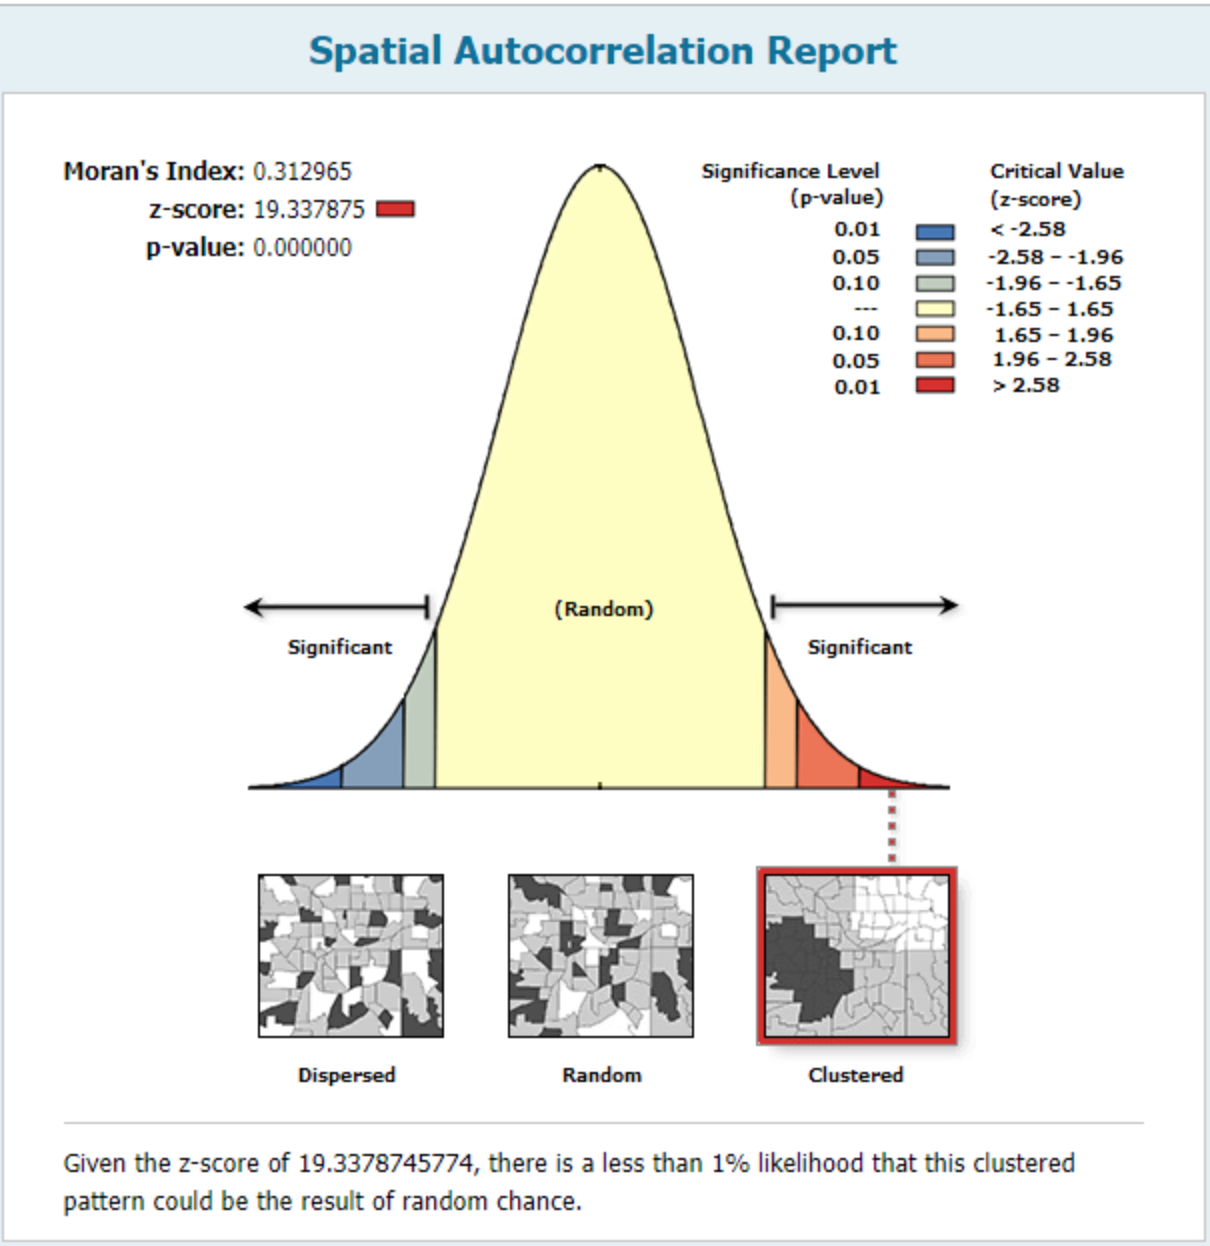 Spatial Autocorrelation Report
Moran's Index: 0.312965
z-score: 19.337875
p-value: 0.000000
Significance Level
(p-value)
Critical Value
(z-score)
0.01 < -2.58
0.05 -2.58 – -1.96
0.10 -1.96 – -1.65
--- -1.65 – 1.65
0.10 1.65 – 1.96
0.05 1.96 – 2.58
0.01 > 2.58
(Random)
Significant
Significant
Dispersed
Random
Clustered
Given the z-score of 19.3378745774, there is a less than 1% likelihood that this clustered
pattern could be the result of random chance.